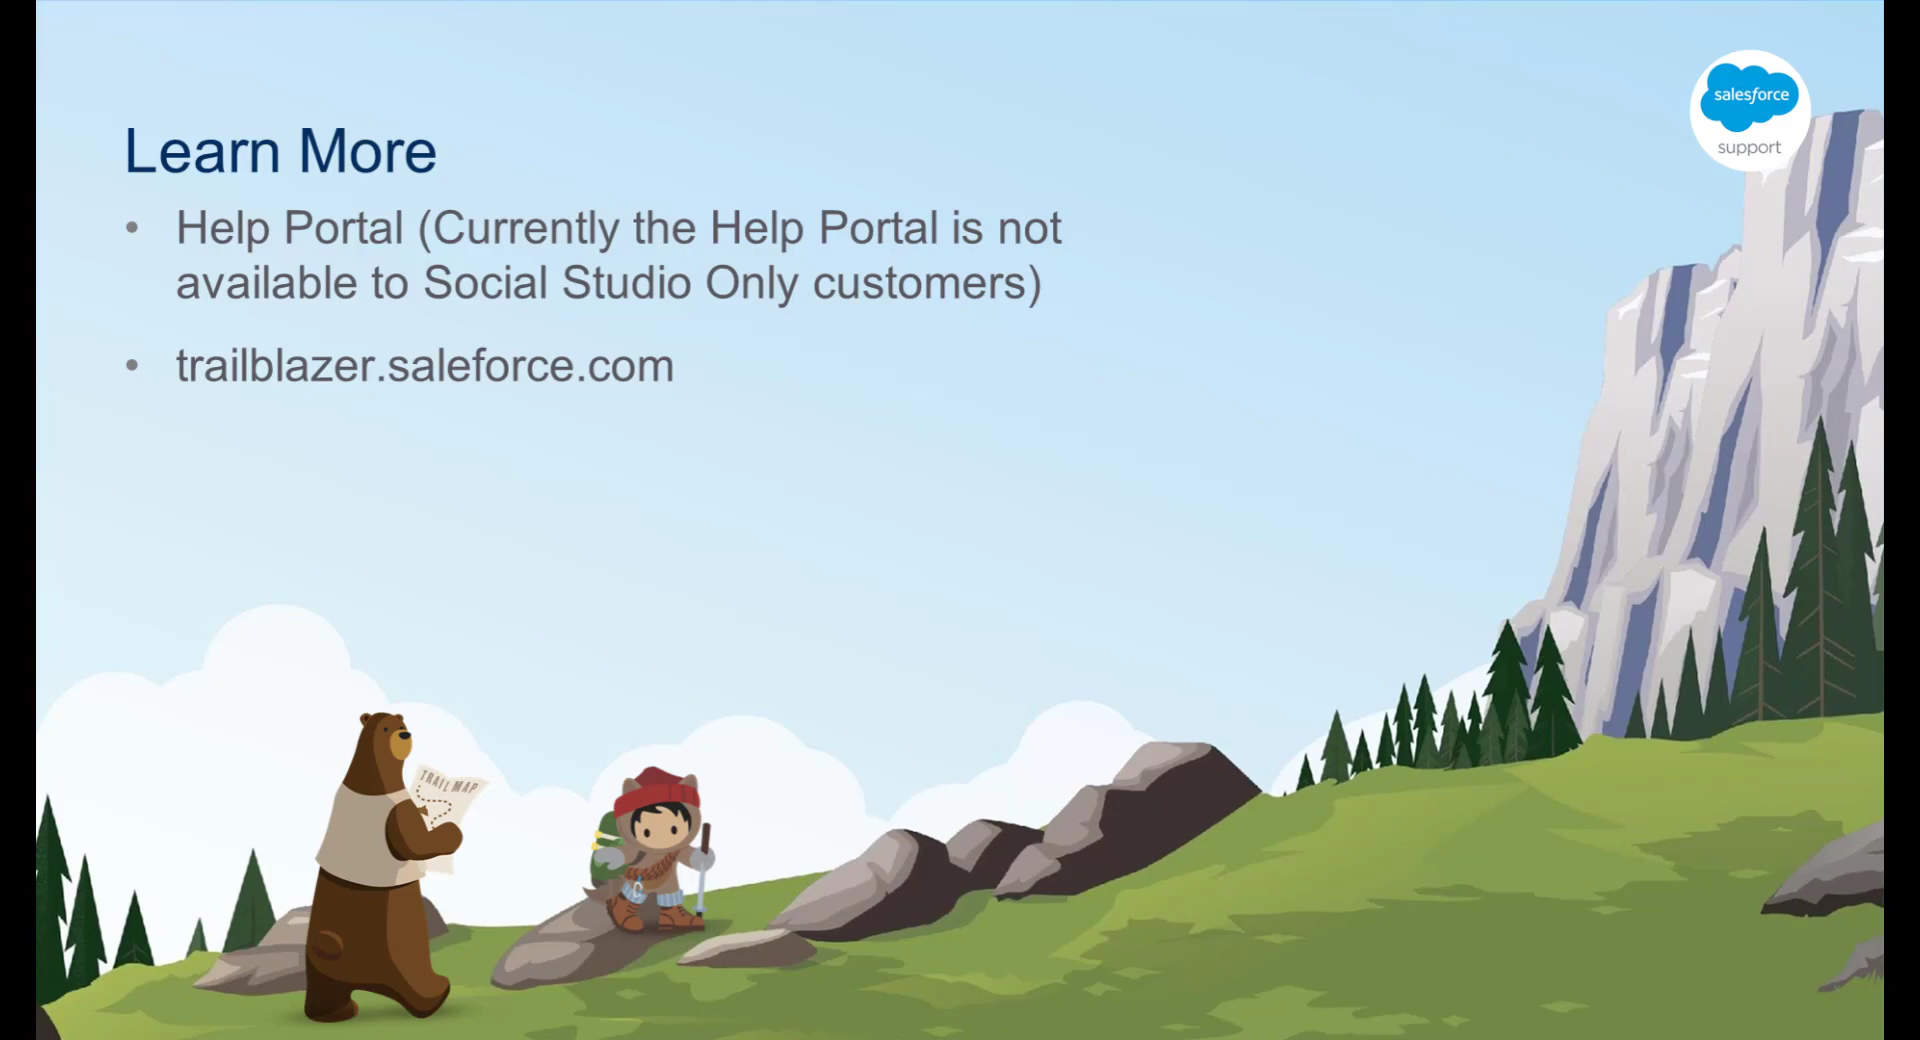 salesforce
support
Learn More
• Help Portal (Currently the Help Portal is not
available to Social Studio Only customers)
• trailblazer.saleforce.com
TRAIL MAP